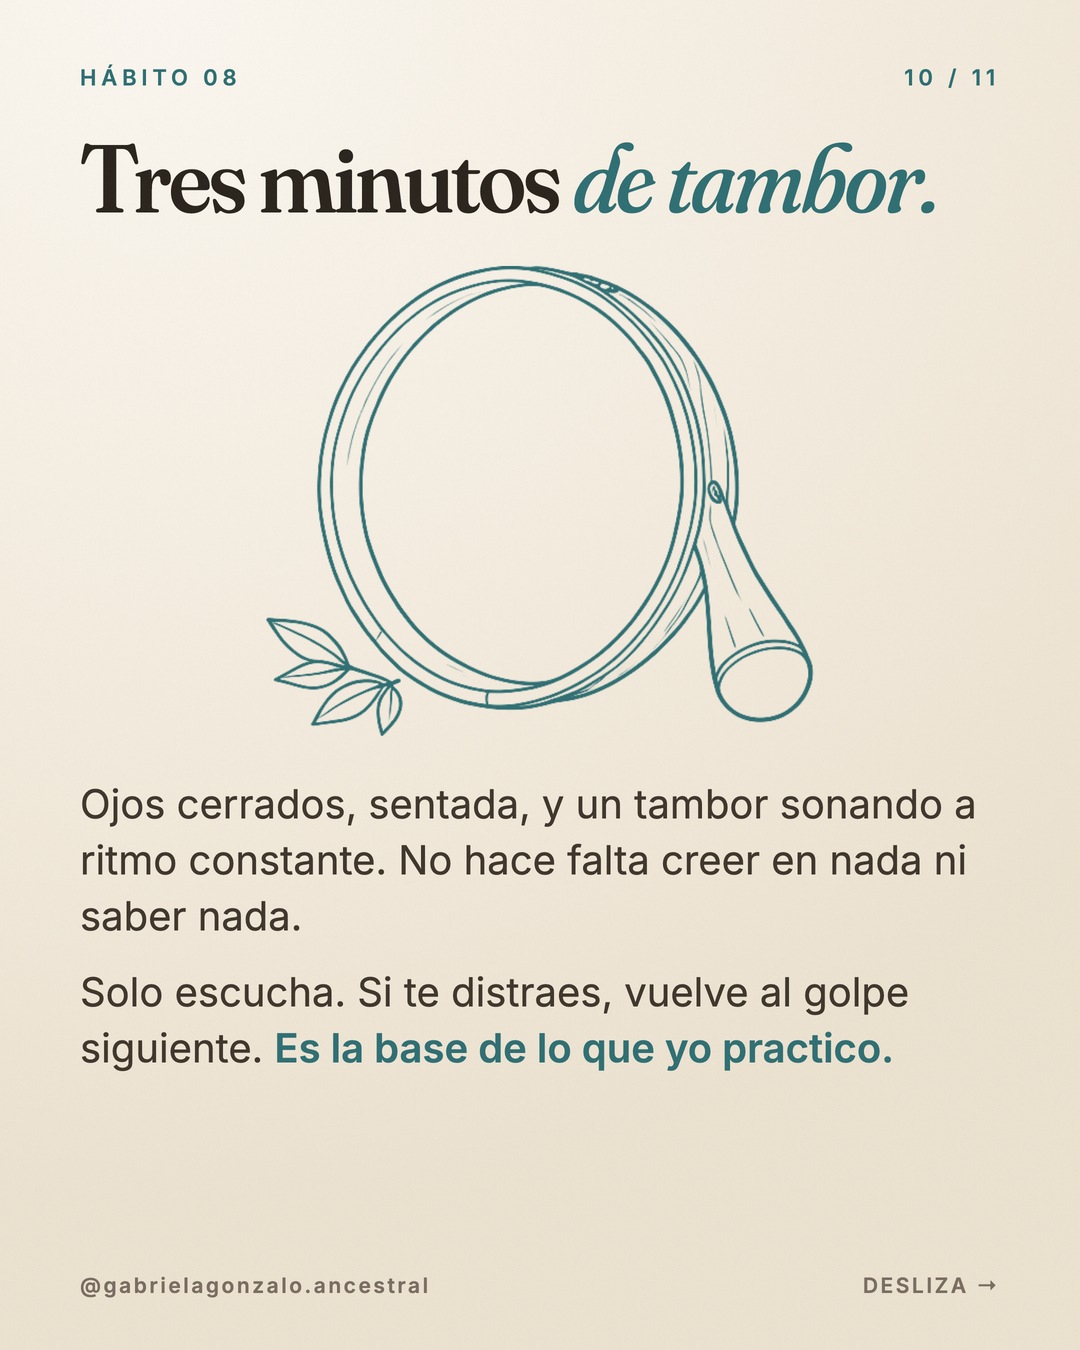 HÁBITO 08
10 / 11
Tres minutos de tambor.
Ojos cerrados, sentada, y un tambor sonando a
ritmo constante. No hace falta creer en nada ni
saber nada.
Solo escucha. Si te distraes, vuelve al golpe
siguiente. Es la base de lo que yo practico.
@gabrielagonzalo.ancestral
DESLIZA →